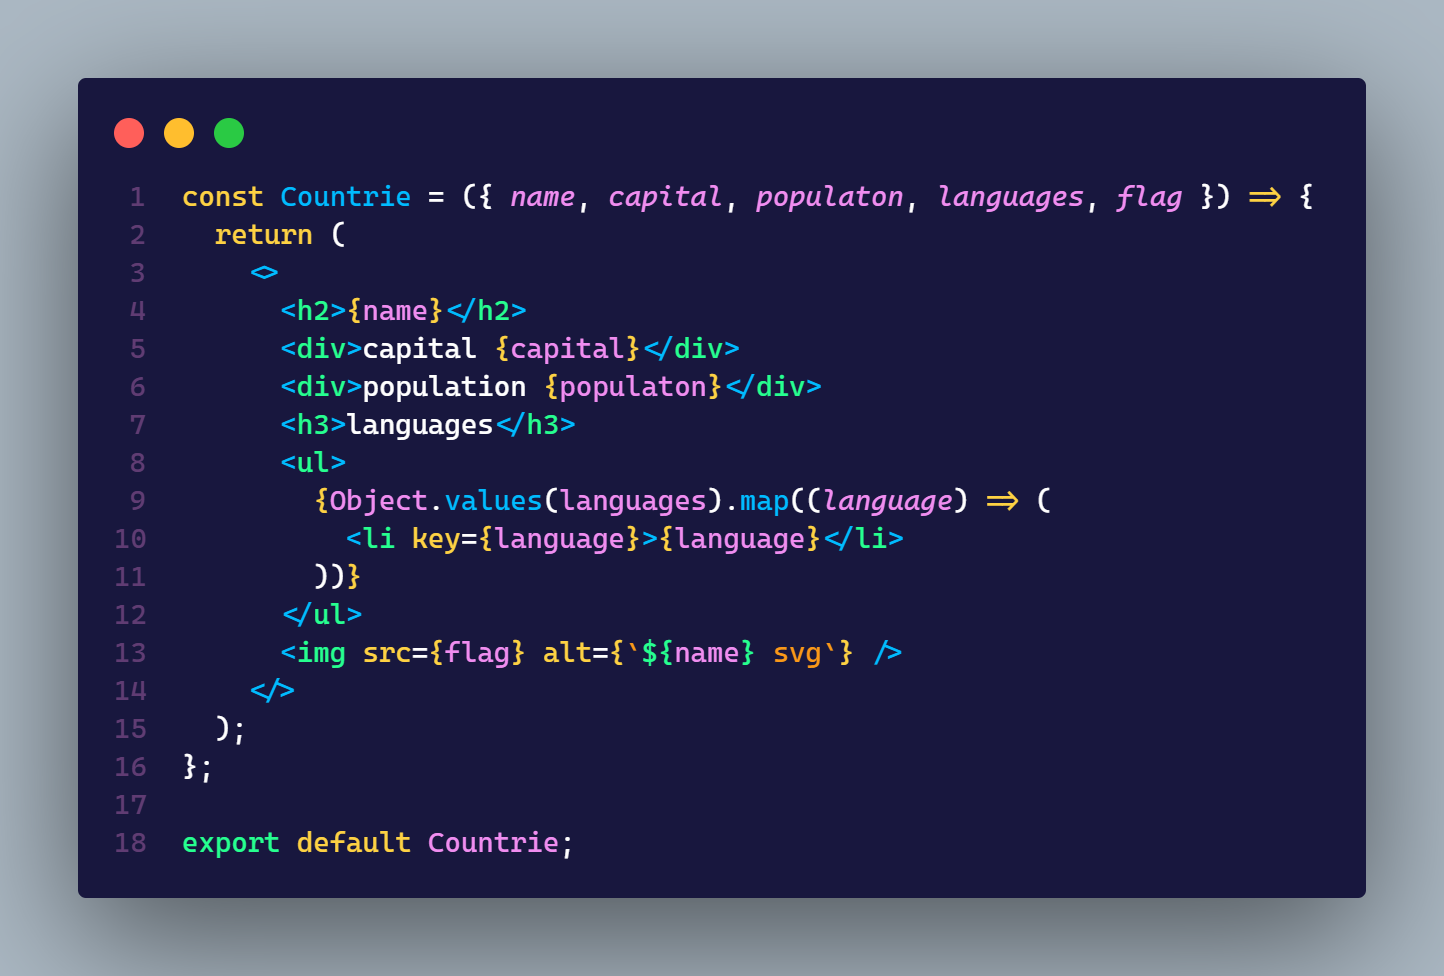 1 const Countrie = ({ name, capital, populaton, languages, flag }) => {
2   return (
3     <>
4       <h2>{name}</h2>
5       <div>capital {capital}</div>
6       <div>population {populaton}</div>
7       <h3>languages</h3>
8       <ul>
9         {Object.values(languages).map((language) => (
10           <li key={language}>{language}</li>
11         ))}
12       </ul>
13       <img src={flag} alt={`${name} svg`} />
14     </>
15   );
16 };
17
18 export default Countrie;